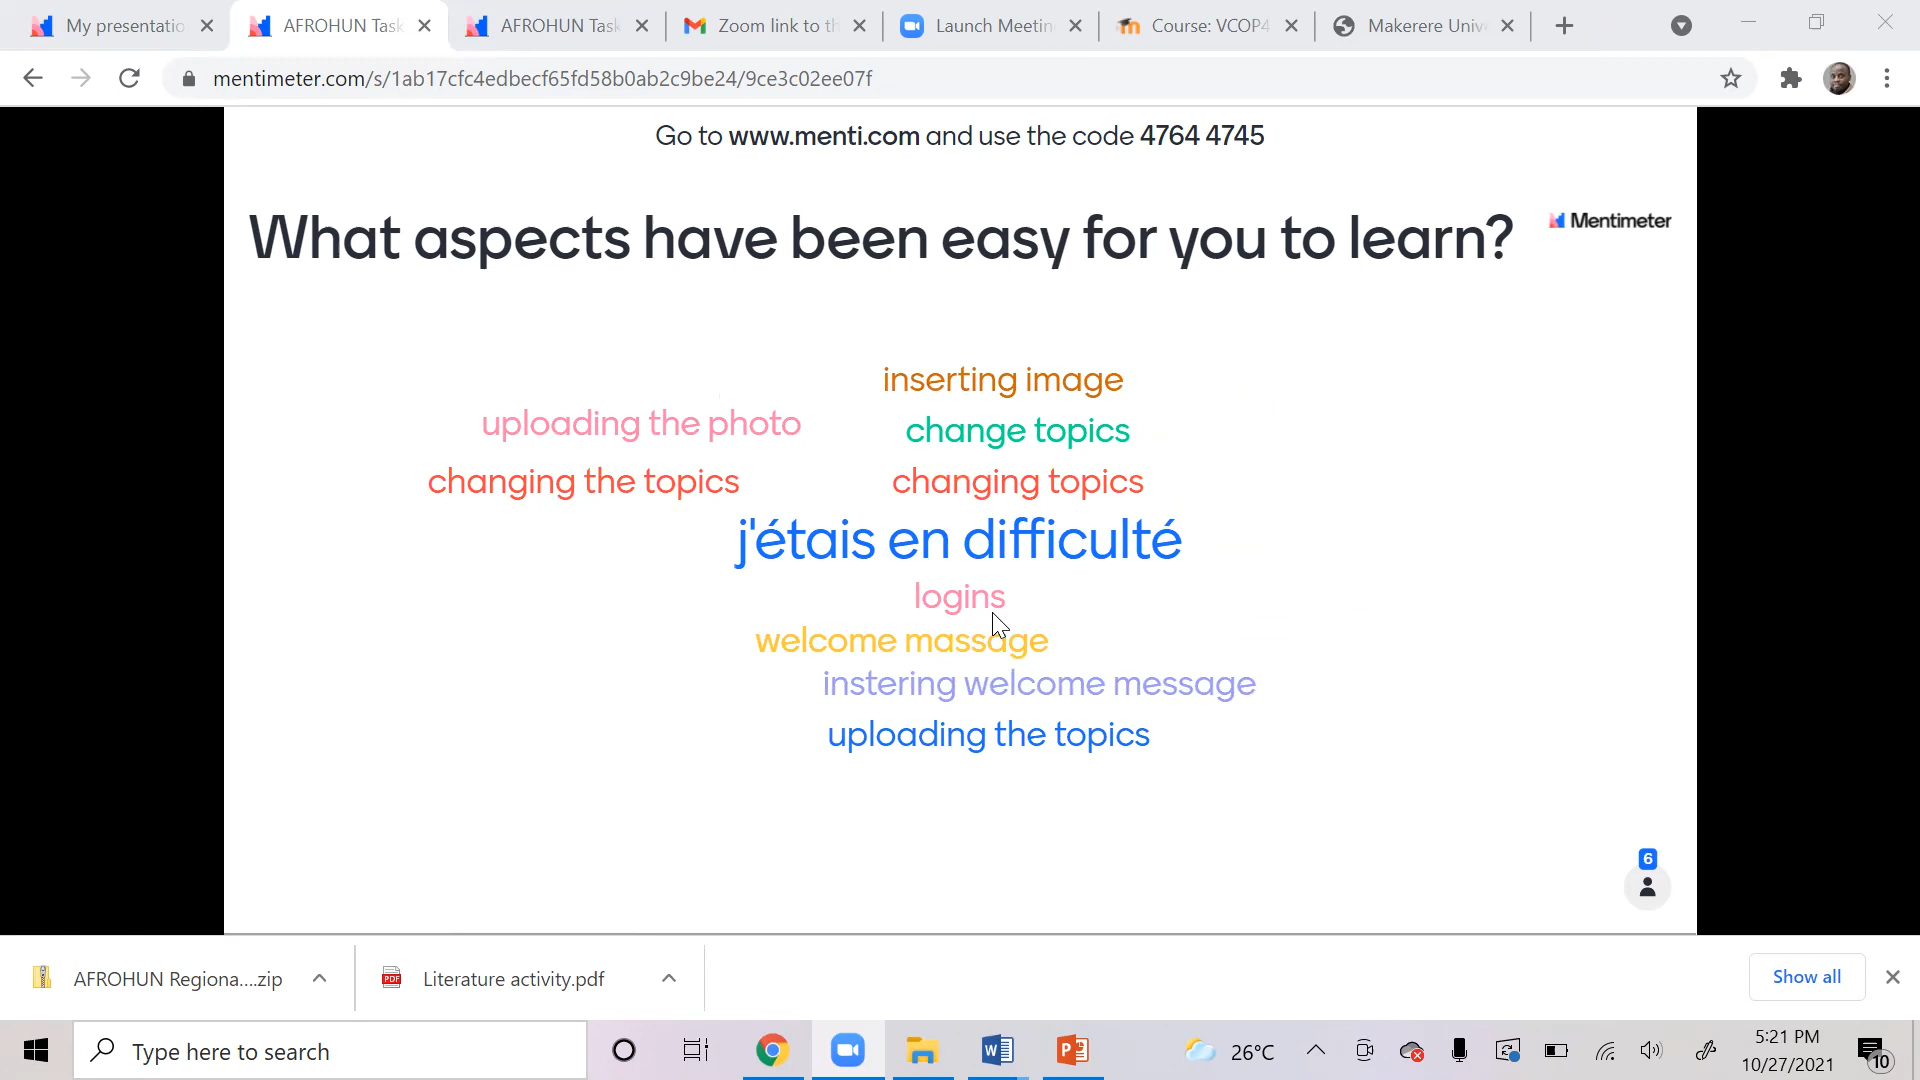 My presentatio
AFROHUN Task
AFROHUN Task
Zoom link to th
Launch Meetin
Course: VCOP4
Makerere Univ
mentimeter.com/s/1ab17cfc4edbecf65fd58b0ab2c9be24/9ce3c02ee07f
Go to www.menti.com and use the code 4764 4745
What aspects have been easy for you to learn?
Mentimeter
inserting image
uploading the photo
change topics
changing the topics
changing topics
j'étais en difficulté
logins
welcome massage
instering welcome message
uploading the topics
6
AFROHUN Regiona....zip
PDF
Literature activity.pdf
Show all
Type here to search
26°C
5:21 PM
10/27/2021
10